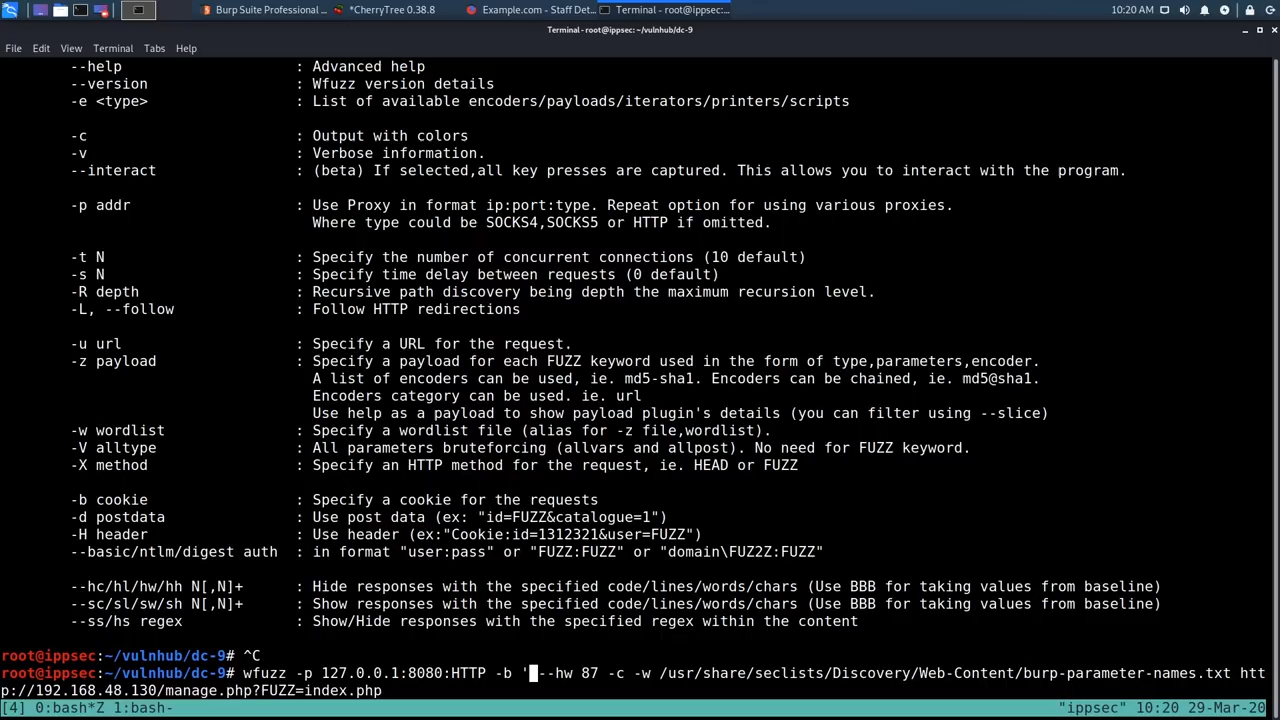 Burp Suite Professional ... *CherryTree 0.38.8 Example.com - Staff Det... Terminal - root@ippsec:... 10:20 AM
Terminal - root@ippsec: ~/vulnhub/dc-9
File Edit View Terminal Tabs Help
--help : Advanced help
--version : Wfuzz version details
-e <type> : List of available encoders/payloads/iterators/printers/scripts
-c : Output with colors
-v : Verbose information.
--interact : (beta) If selected,all key presses are captured. This allows you to interact with the program.
-p addr : Use Proxy in format ip:port:type. Repeat option for using various proxies.
Where type could be SOCKS4,SOCKS5 or HTTP if omitted.
-t N : Specify the number of concurrent connections (10 default)
-s N : Specify time delay between requests (0 default)
-R depth : Recursive path discovery being depth the maximum recursion level.
-L, --follow : Follow HTTP redirections
-u url : Specify a URL for the request.
-z payload : Specify a payload for each FUZZ keyword used in the form of type,parameters,encoder.
A list of encoders can be used, ie. md5-sha1. Encoders can be chained, ie. md5@sha1.
Encoders category can be used. ie. url
Use help as a payload to show payload plugin's details (you can filter using --slice)
-w wordlist : Specify a wordlist file (alias for -z file,wordlist).
-V alltype : All parameters bruteforcing (allvars and allpost). No need for FUZZ keyword.
-X method : Specify an HTTP method for the request, ie. HEAD or FUZZ
-b cookie : Specify a cookie for the requests
-d postdata : Use post data (ex: "id=FUZZ&catalogue=1")
-H header : Use header (ex:"Cookie:id=1312321&user=FUZZ")
--basic/ntlm/digest auth : in format "user:pass" or "FUZZ:FUZZ" or "domain\FUZ2Z:FUZZ"
--hc/hl/hw/hh N[,N]+ : Hide responses with the specified code/lines/words/chars (Use BBB for taking values from baseline)
--sc/sl/sw/sh N[,N]+ : Show responses with the specified code/lines/words/chars (Use BBB for taking values from baseline)
--ss/hs regex : Show/Hide responses with the specified regex within the content
root@ippsec:~/vulnhub/dc-9# ^C
root@ippsec:~/vulnhub/dc-9# wfuzz -p 127.0.0.1:8080:HTTP -b ' --hw 87 -c -w /usr/share/seclists/Discovery/Web-Content/burp-parameter-names.txt htt
p://192.168.48.130/manage.php?FUZZ=index.php
[4] 0:bash*Z 1:bash- "ippsec" 10:20 29-Mar-20